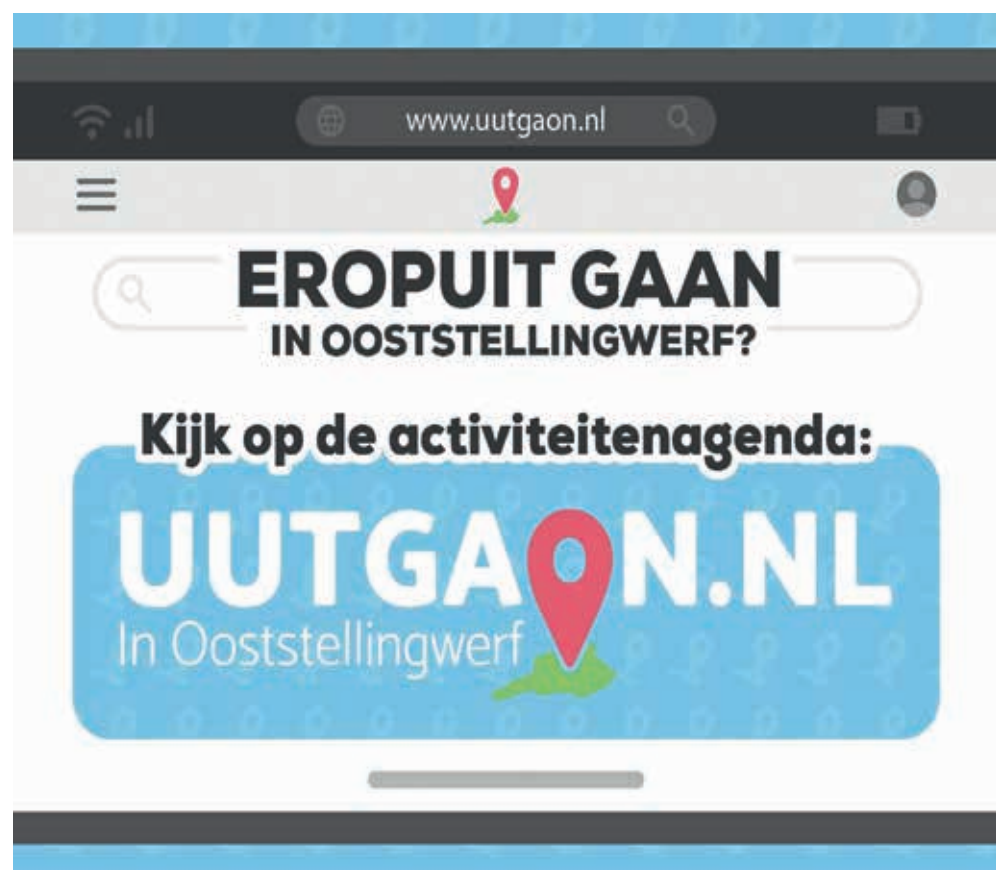 www.uutgaon.nl
EROPUIT GAAN
IN OOSTSTELLINGWERF?
Kijk op de activiteitenagenda:
UUTGAON.NL
In Ooststellingwerf